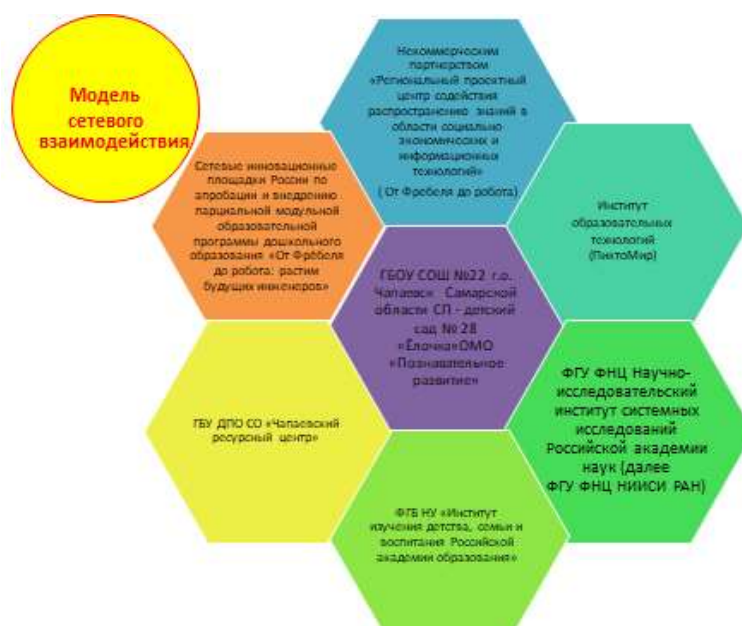 Модель
сетевого
взаимодействия
Некоммерческим
партнерством
«Региональный проектный
центр содействия
распространению знаний в
области социально
экономических и
информационных
технологий»
( От Фребеля до робота)
Сетевые инновационные
площадки России по
апробации и внедрению
парциальной модульной
образовательной
программы дошкольного
образования «От Фрёбеля
до робота: растим
будущих инженеров»
Институт
образовательных
технологий
(ПиктоМир)
ГБОУ СОШ №22 г.о.
Чапаевск Самарской
области СП - детский
сад № 28
«Ёлочка»ОМО
«Познавательное
развитие»
ГБУ ДПО СО «Чапаевский
ресурсный центр»
ФГУ ФНЦ Научно-
исследовательский
институт системных
исследований
Российской академии
наук (далее
ФГУ ФНЦ НИИСИ РАН)
ФГБ НУ «Институт
изучения детства, семьи и
воспитания Российской
академии образования»